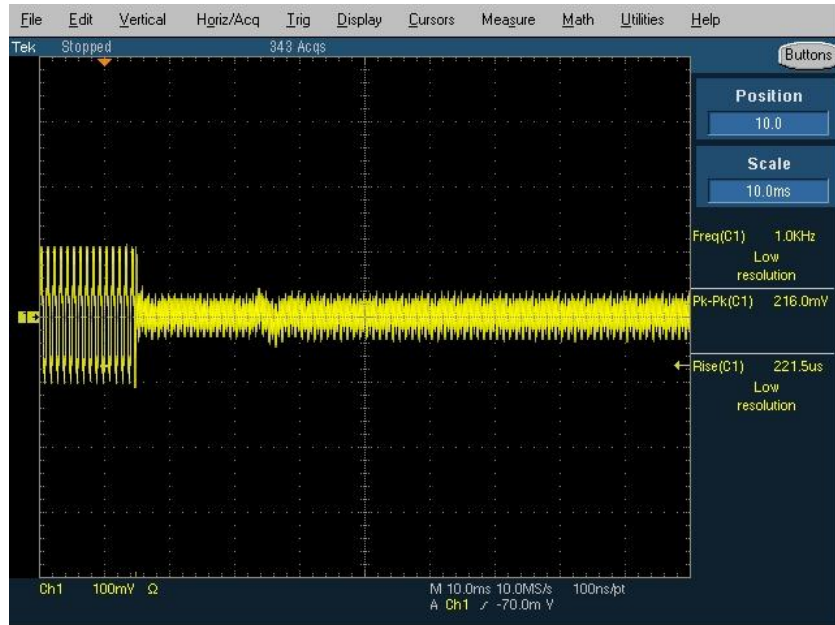 File Edit Vertical Horiz/Acq Trig Display Cursors Measure Math Utilities Help
Tek Stopped 343 Acqs Buttons
Position
10.0
Scale
10.0ms
Freq(C1) 1.0KHz
Low
resolution
Pk-Pk(C1) 216.0mV
1
Rise(C1) 221.5us
Low
resolution
Ch1 100mV Ω M 10.0ms 10.0MS/s 100ns/pt
A Ch1 ∕ -70.0m V